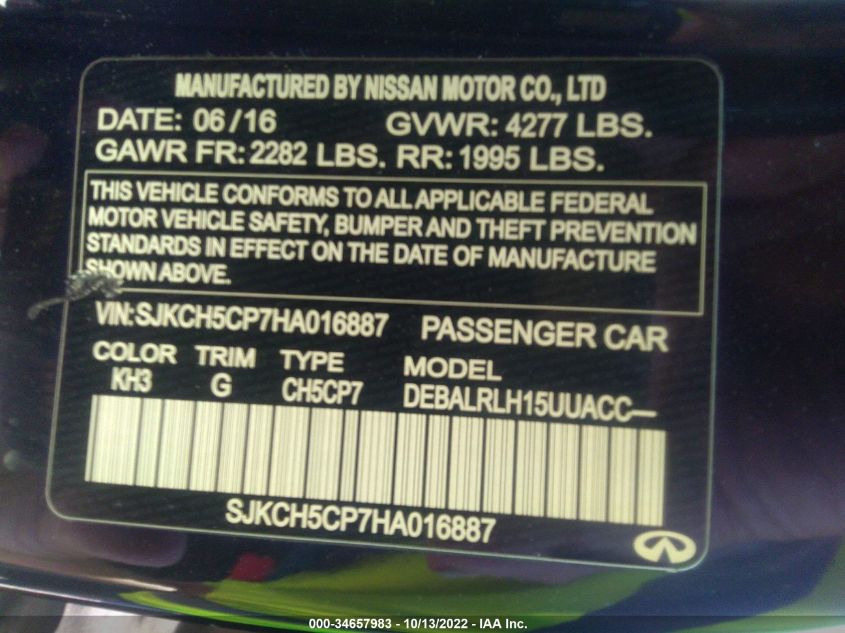 MANUFACTURED BY NISSAN MOTOR CO., LTD
DATE: 06/16 GVWR: 4277 LBS.
GAWR FR: 2282 LBS. RR: 1995 LBS.
THIS VEHICLE CONFORMS TO ALL APPLICABLE FEDERAL
MOTOR VEHICLE SAFETY, BUMPER AND THEFT PREVENTION
STANDARDS IN EFFECT ON THE DATE OF MANUFACTURE
SHOWN ABOVE.
VIN:SJKCH5CP7HA016887 PASSENGER CAR
COLOR TRIM TYPE MODEL
KH3 G CH5CP7 DEBALRLH15UUACC—
SJKCH5CP7HA016887
000-34657983 - 10/13/2022 - IAA Inc.